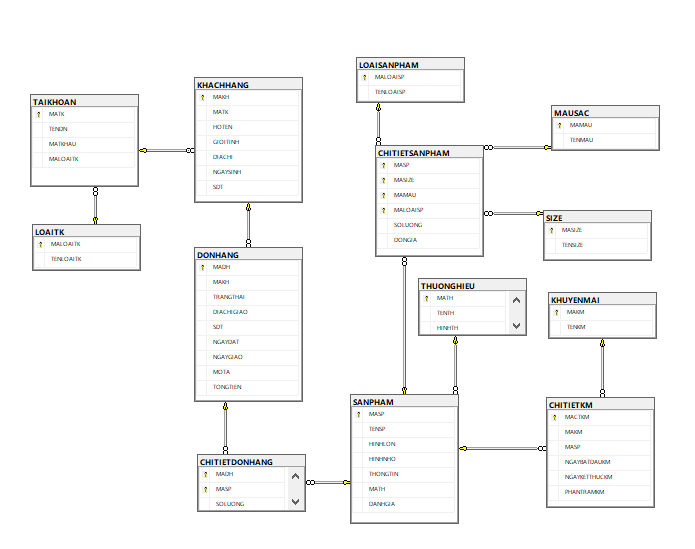 TAIKHOAN
MATK
TENDN
MATKHAU
MALOAITK
LOAITK
MALOAITK
TENLOAITK
KHACHHANG
MAKH
MATK
HOTEN
GIOITINH
DIACHI
NGAYSINH
SDT
DONHANG
MADH
MAKH
TRANGTHAI
DIACHIGIAO
SDT
NGAYDAT
NGAYGIAO
MOTA
TONGTIEN
CHITIETDONHANG
MADH
MASP
SOLUONG
LOAISANPHAM
MALOAISP
TENLOAISP
CHITIETSANPHAM
MASP
MASIZE
MAMAU
MALOAISP
SOLUONG
DONGIA
MAUSAC
MAMAU
TENMAU
SIZE
MASIZE
TENSIZE
THUONGHIEU
MATH
TENTH
HINHTH
KHUYENMAI
MAKM
TENKM
SANPHAM
MASP
TENSP
HINHLON
HINHNHO
THONGTIN
MATH
DANHGIA
CHITIETKM
MACTKM
MAKM
MASP
NGAYBATDAUKM
NGAYKETTHUCKM
PHANTRAMKM